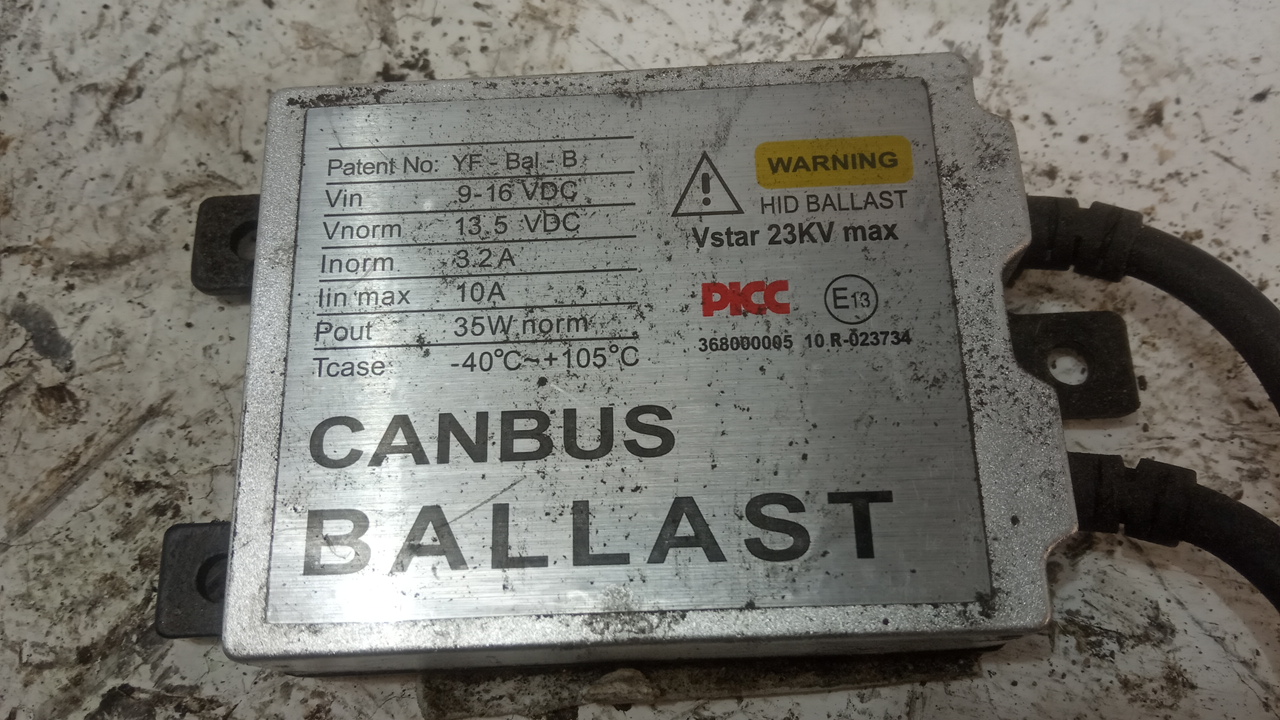 Patent No: YF - Bal - B
Vin 9-16 VDC
Vnorm 13.5 VDC
Inorm 3.2A
Iin max 10A
Pout 35W norm
Tcase -40°C~+105°C
WARNING
HID BALLAST
Vstar 23KV max
PICC E13
368000005 10 R-023734
CANBUS
BALLAST